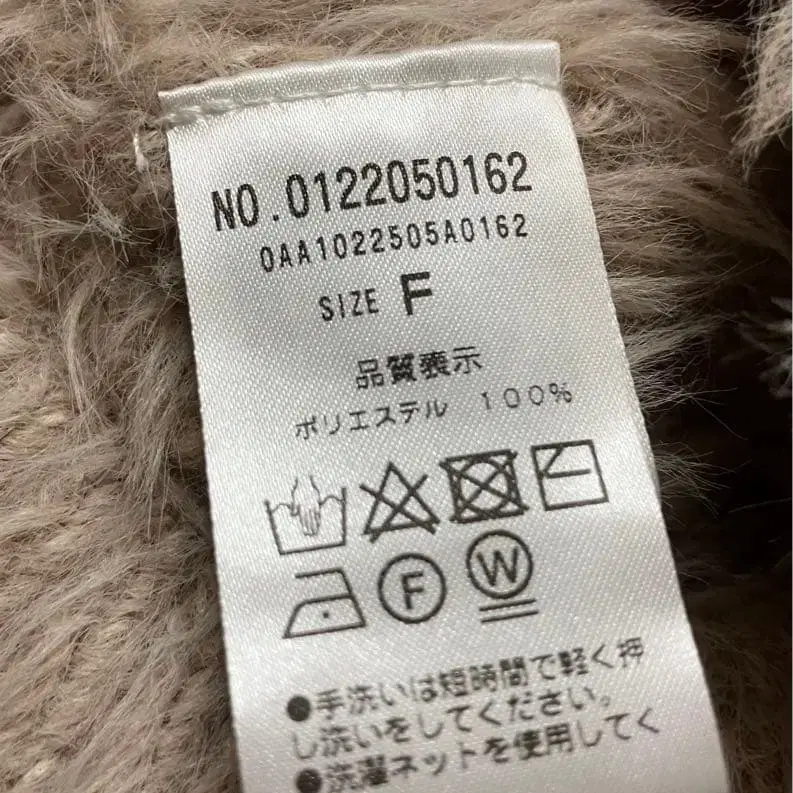 NO.0122050162
0AA1022505A0162
SIZE F
品質表示
ポリエステル 100%
F W
●手洗いは短時間で軽く押
し洗いをしてください。
●洗濯ネットを使用してく